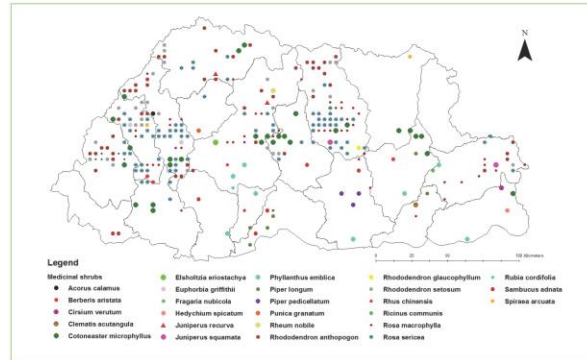 N
0
25
50
100 Kilometers
Legend
Medicinal shrubs
Acorus calamus
Berberis aristata
Cirsium verutum
Clematis acutangula
Cotoneaster microphyllus
Elsholtzia eriostachya
Euphorbia griffithii
Fragaria nubicola
Hedychium spicatum
Juniperus recurva
Juniperus squamata
Phyllanthus emblica
Piper longum
Piper pedicellatum
Punica granatum
Rheum nobile
Rhododendron anthopogon
Rhododendron glaucophyllum
Rhododendron setosum
Rhus chinensis
Ricinus communis
Rosa macrophylla
Rosa sericea
Rubia cordifolia
Sambucus adnata
Spiraea arcuata